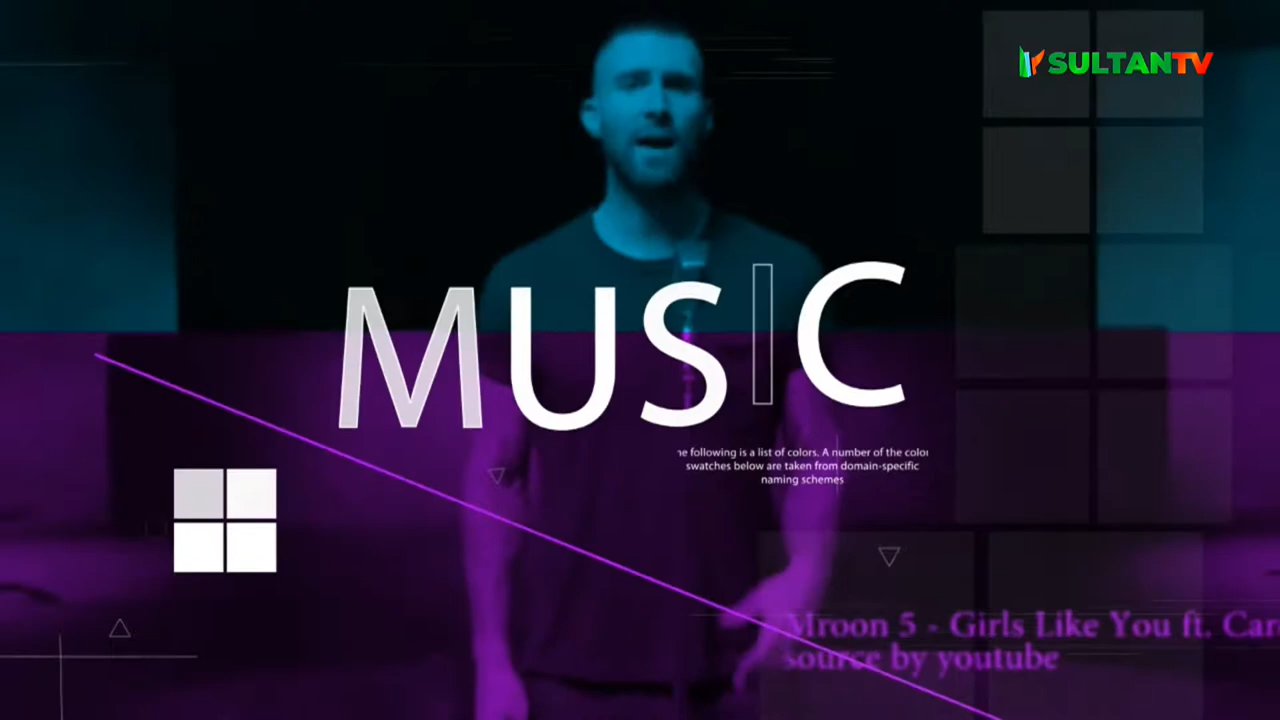 SULTANTV
MUSIC
he following is a list of colors. A number of the color
swatches below are taken from domain-specific
naming schemes
Mroon 5 - Girls Like You ft. Car
source by youtube